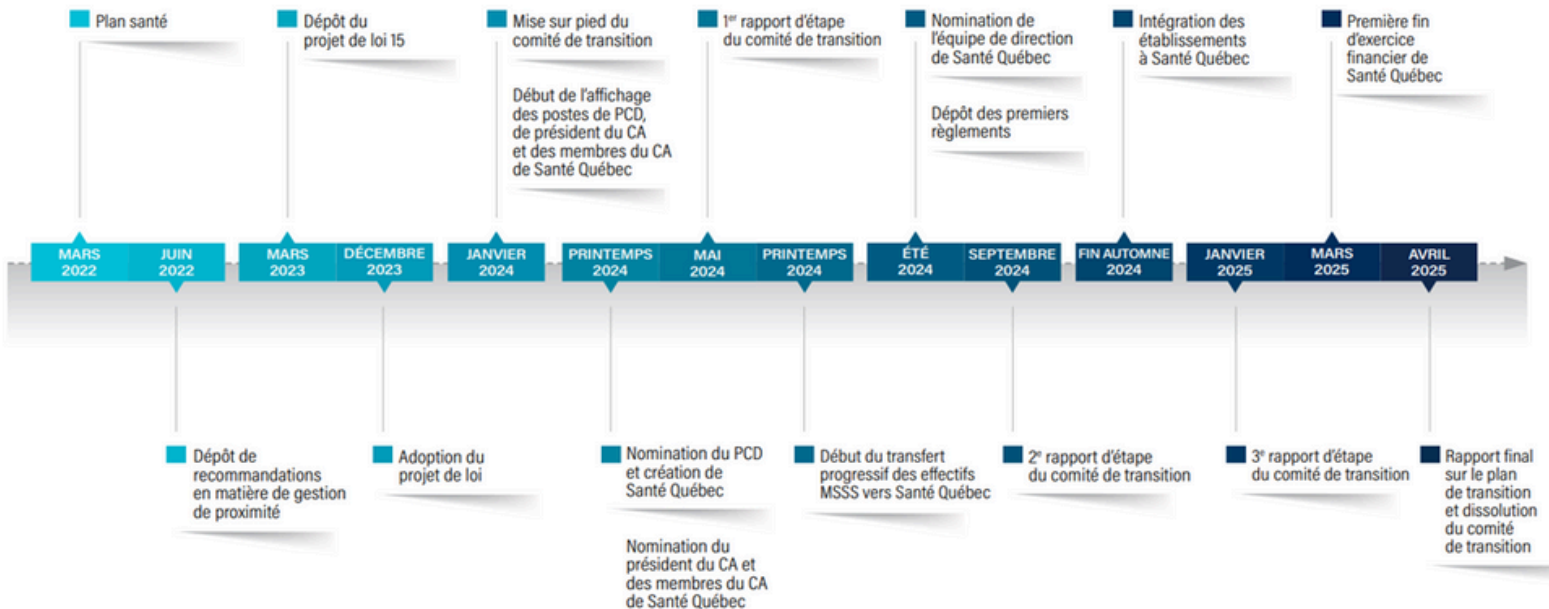 Plan santé
Dépôt du
projet de loi 15
Mise sur pied du
comité de transition
Début de l'affichage
des postes de PCD,
de président du CA
et des membres du CA
de Santé Québec
1er rapport d'étape
du comité de transition
Nomination de
l'équipe de direction
de Santé Québec
Dépôt des premiers
règlements
Intégration des
établissements
à Santé Québec
Première fin
d'exercice
financier de
Santé Québec
MARS
2022
JUIN
2022
MARS
2023
DÉCEMBRE
2023
JANVIER
2024
PRINTEMPS
2024
MAI
2024
PRINTEMPS
2024
ÉTÉ
2024
SEPTEMBRE
2024
FIN AUTOMNE
2024
JANVIER
2025
MARS
2025
AVRIL
2025
Dépôt de
recommandations
en matière de gestion
de proximité
Adoption du
projet de loi
Nomination du PCD
et création de
Santé Québec
Nomination du
président du CA et
des membres du CA
de Santé Québec
Début du transfert
progressif des effectifs
MSSS vers Santé Québec
2e rapport d'étape
du comité de transition
3e rapport d'étape
du comité de transition
Rapport final
sur le plan
de transition
et dissolution
du comité
de transition